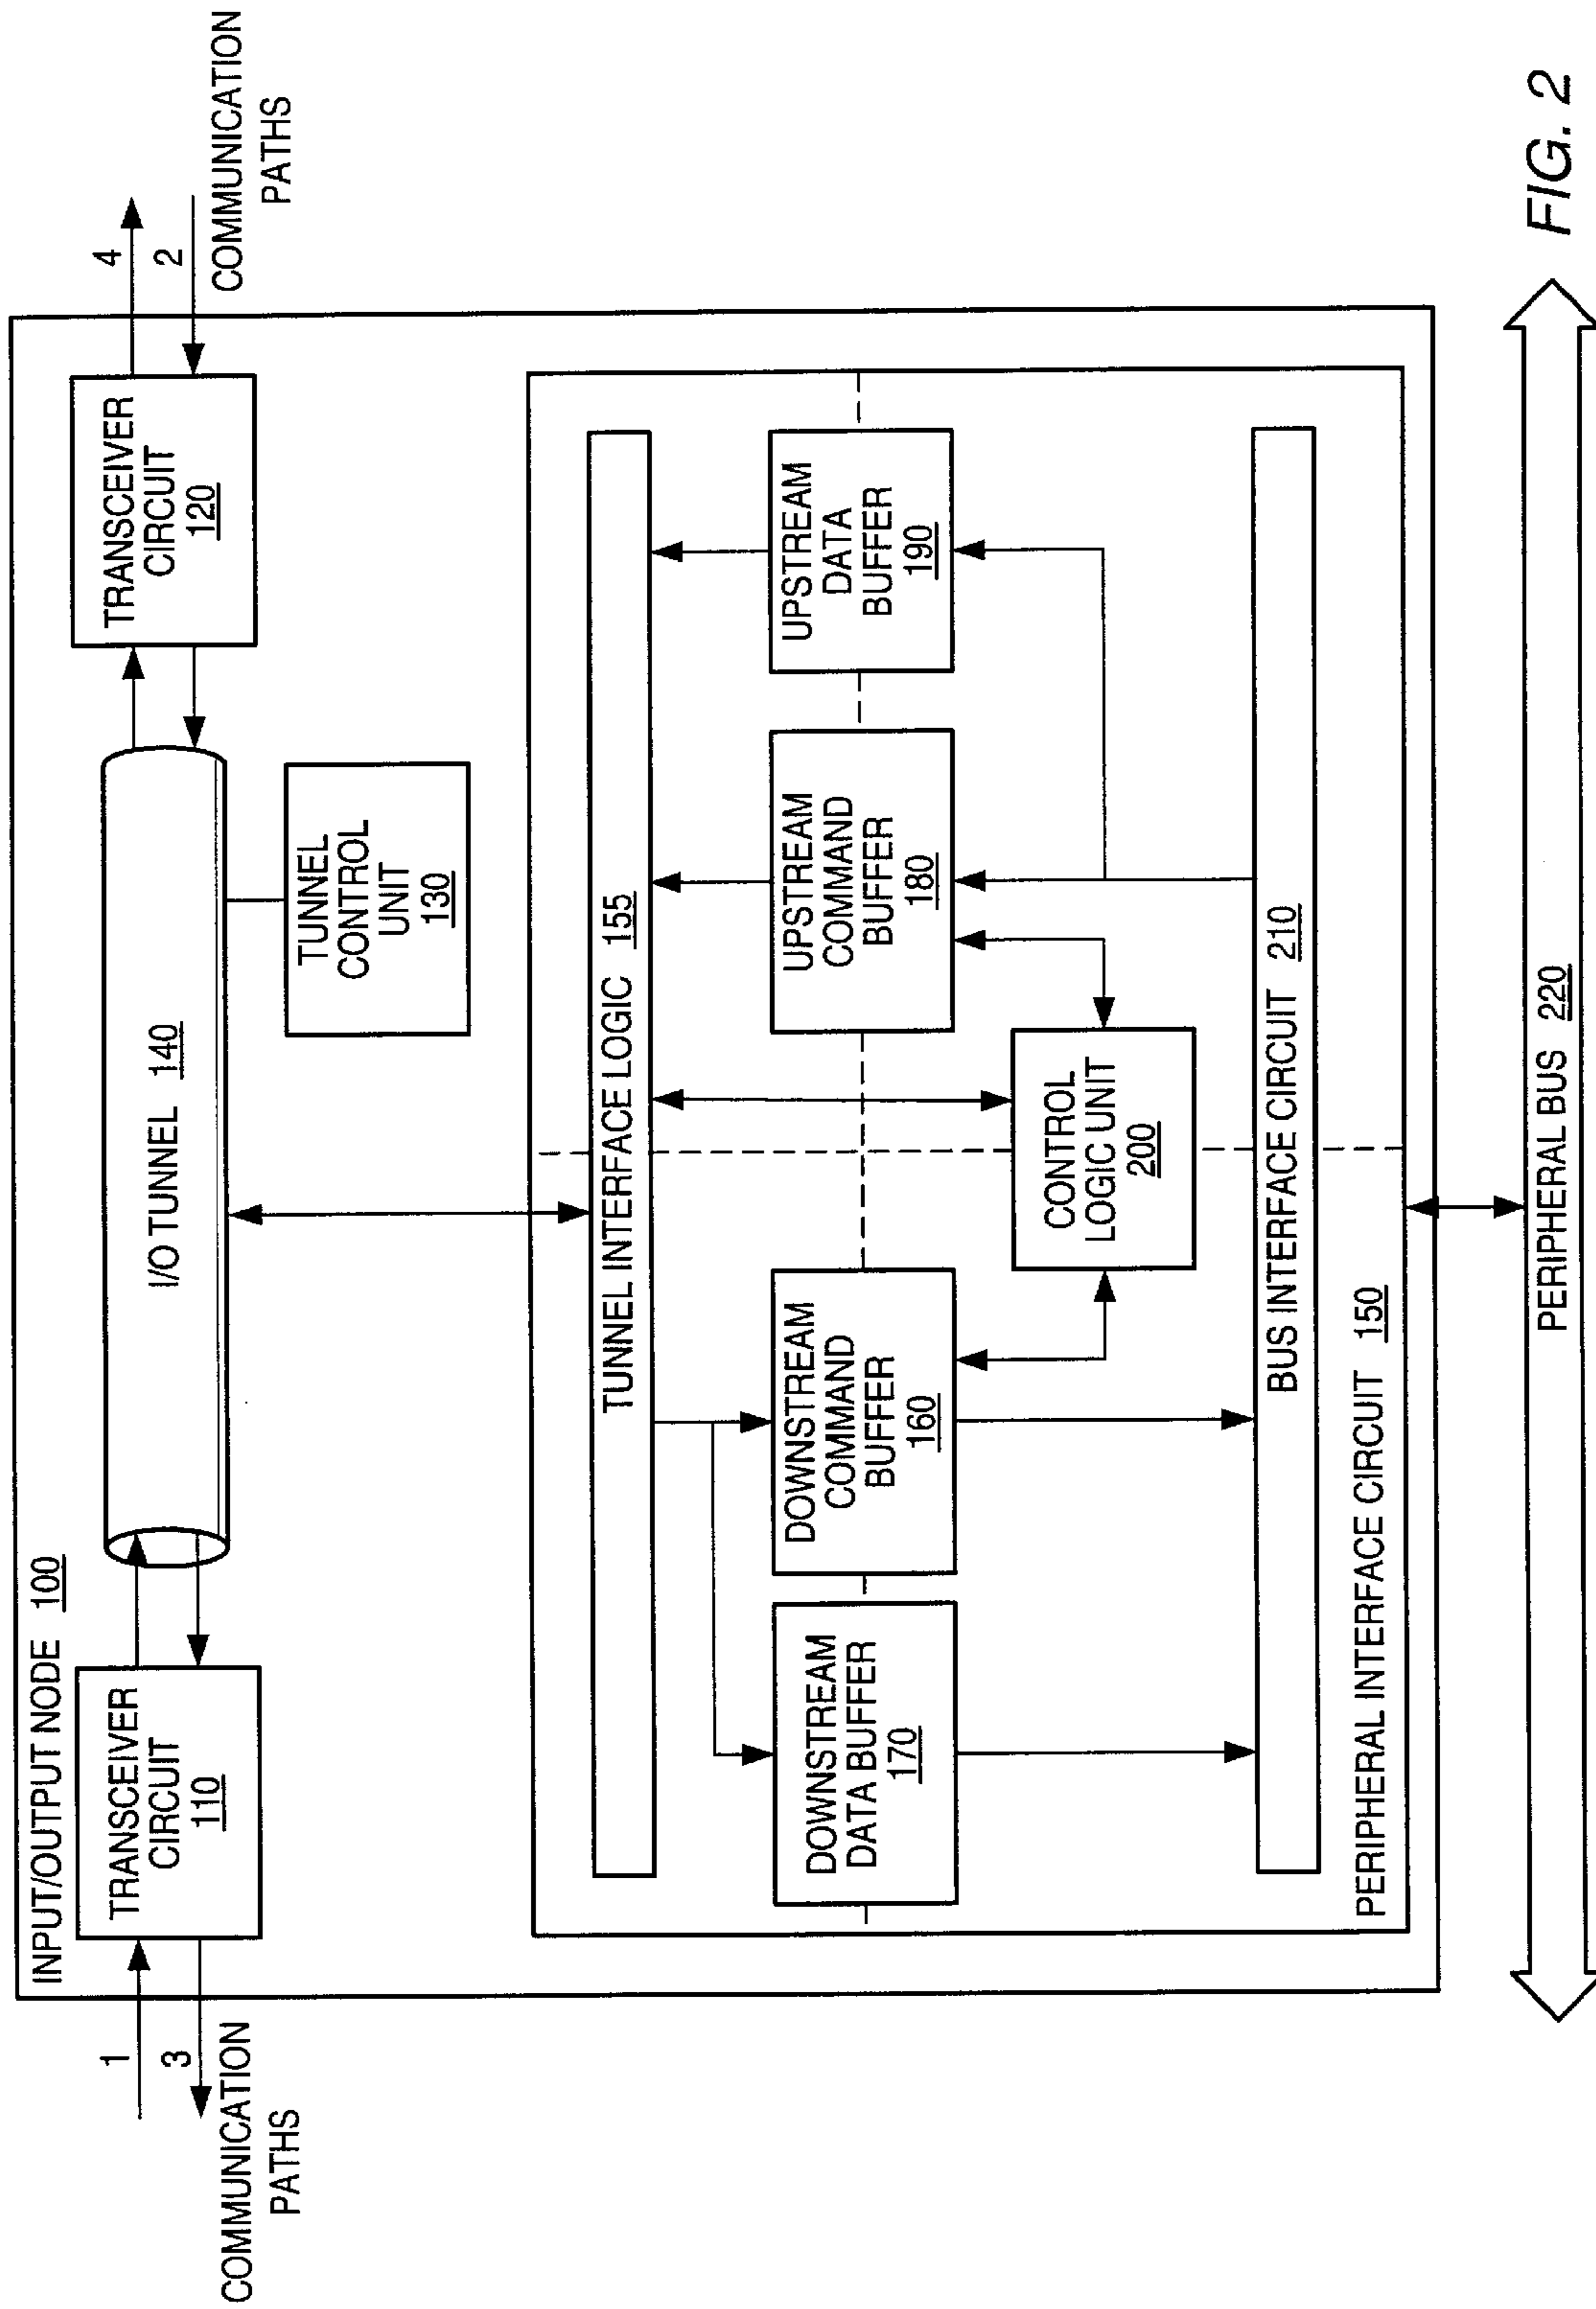 INPUT/OUTPUT NODE 100
1
3
COMMUNICATION
PATHS
TRANSCEIVER
CIRCUIT
110
I/O TUNNEL 140
TRANSCEIVER
CIRCUIT
120
4
2
COMMUNICATION
PATHS
TUNNEL
CONTROL
UNIT
130
TUNNEL INTERFACE LOGIC 155
DOWNSTREAM
DATA BUFFER
170
DOWNSTREAM
COMMAND
BUFFER
160
UPSTREAM
COMMAND
BUFFER
180
UPSTREAM
DATA
BUFFER
190
CONTROL
LOGIC UNIT
200
BUS INTERFACE CIRCUIT 210
PERIPHERAL INTERFACE CIRCUIT 150
PERIPHERAL BUS 220
FIG. 2